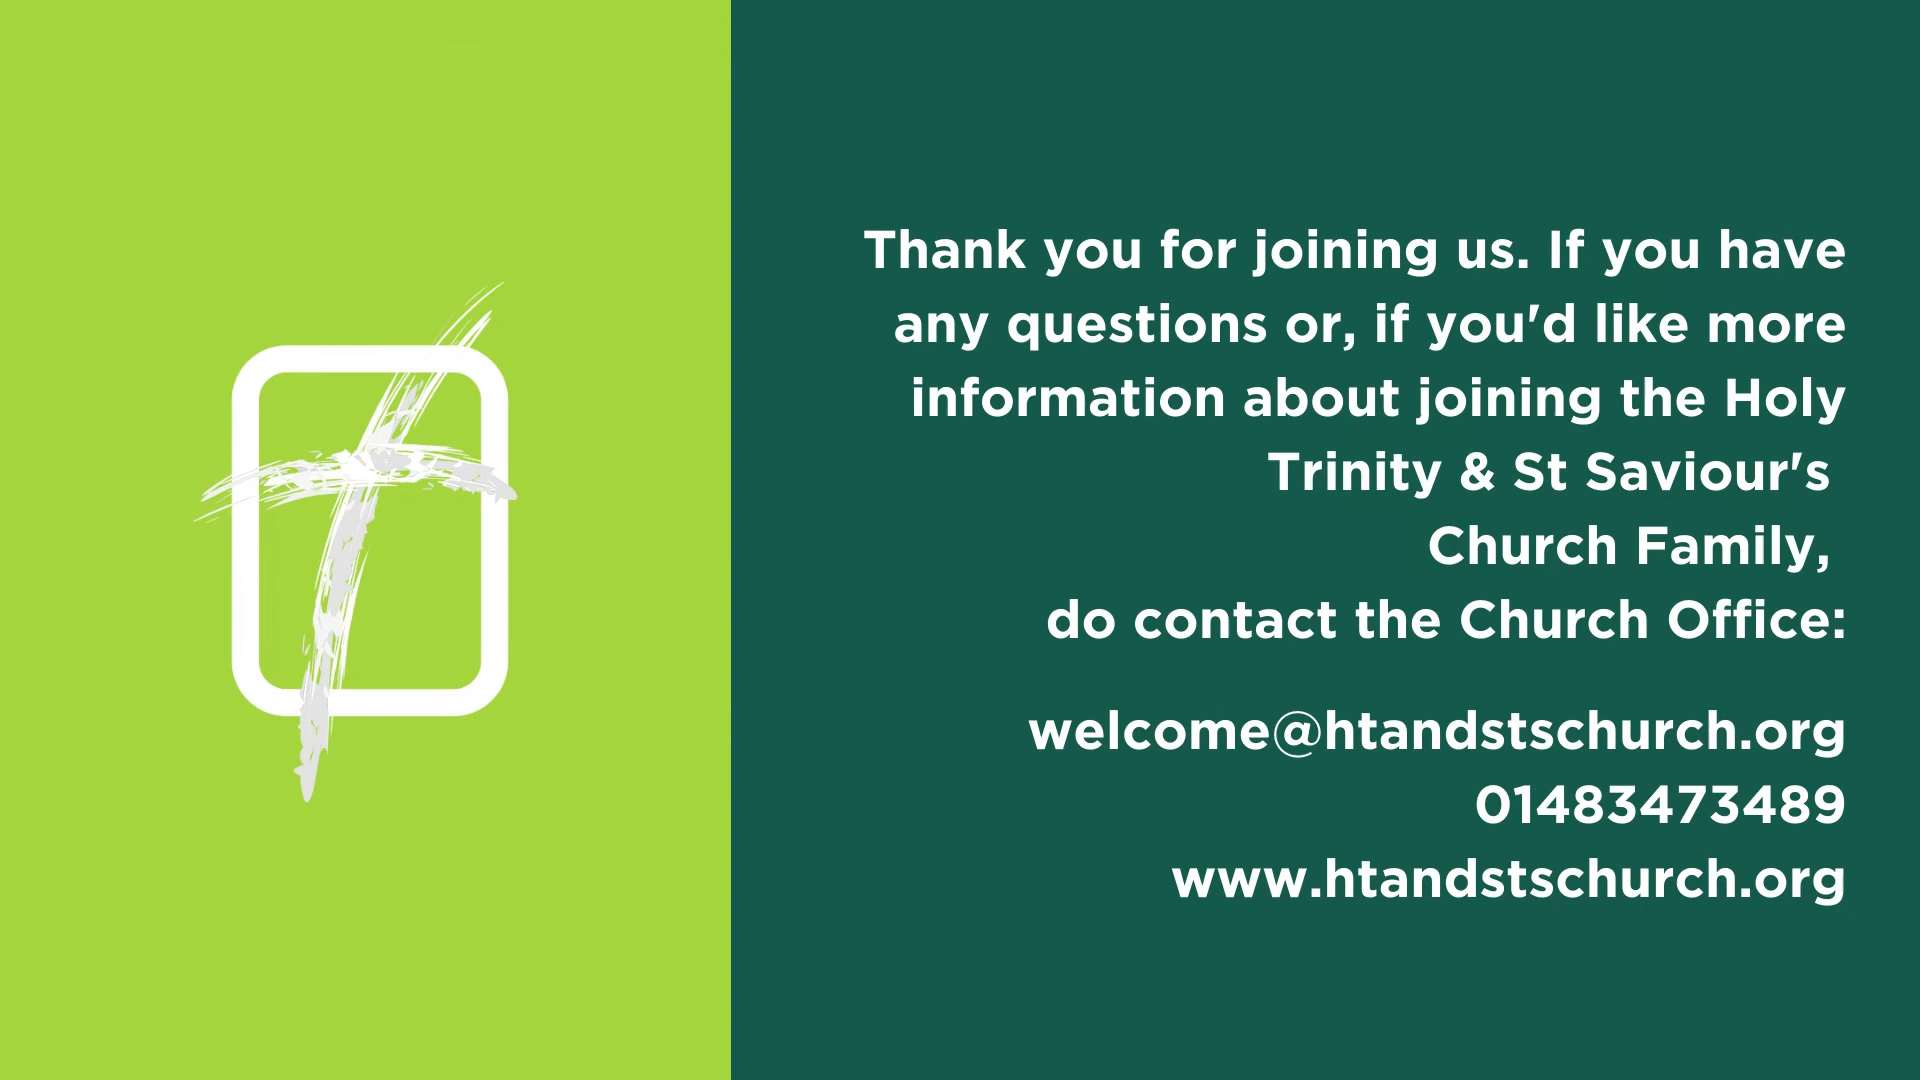 Thank you for joining us. If you have
any questions or, if you'd like more
information about joining the Holy
Trinity & St Saviour's
Church Family,
do contact the Church Office:
welcome@htandstschurch.org
01483473489
www.htandstschurch.org